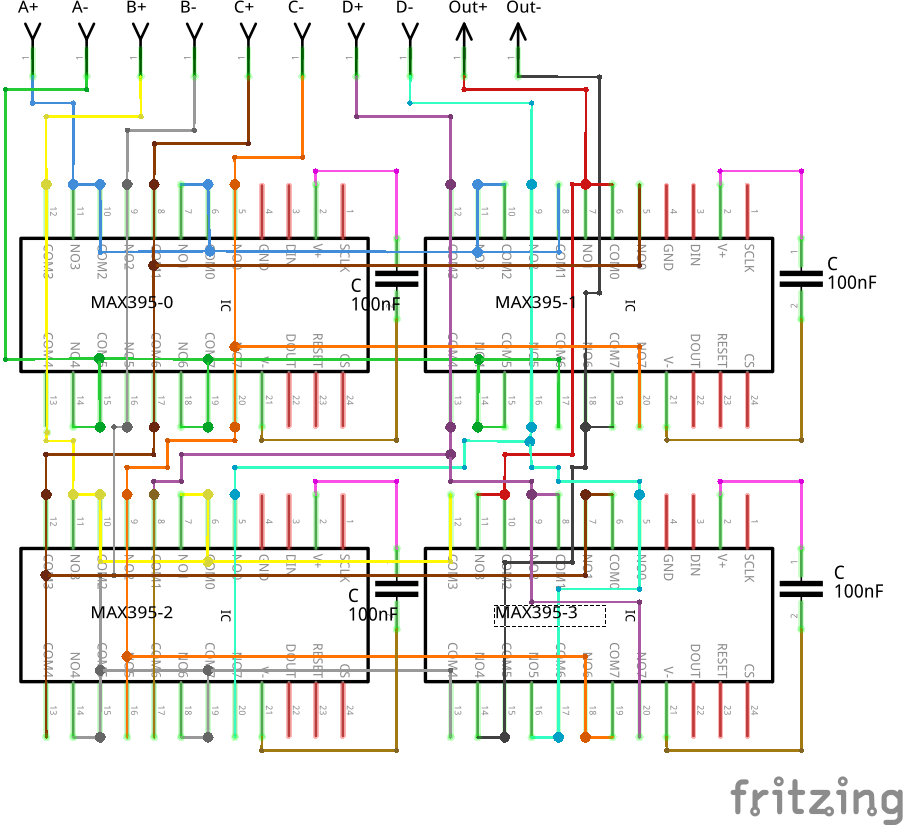 A+ A- B+ B- C+ C- D+ D- Out+ Out-
1 1 1 1 1 1 1 1 1 1
12 11 10 9 8 7 6 5 4 3 2 1
COM3 NO3 COM2 NO2 COM1 NO1 COM0 NO0 GND DIN V+ SCLK
MAX395-0 IC
C
100nF
COM4 NO4 COM5 NO5 COM6 NO6 COM7 NO7 V- DOUT RESET CS
13 14 15 16 17 18 19 20 21 22 23 24
12 11 10 9 8 7 6 5 4 3 2 1
COM3 NO3 COM2 NO2 COM1 NO1 COM0 NO0 GND DIN V+ SCLK
MAX395-1 IC
1
C
100nF
2
COM4 NO4 COM5 NO5 COM6 NO6 COM7 NO7 V- DOUT RESET CS
13 14 15 16 17 18 19 20 21 22 23 24
12 11 10 9 8 7 6 5 4 3 2 1
COM3 NO3 COM2 NO2 COM1 NO1 COM0 NO0 GND DIN V+ SCLK
MAX395-2 IC
C
100nF
COM4 NO4 COM5 NO5 COM6 NO6 COM7 NO7 V- DOUT RESET CS
13 14 15 16 17 18 19 20 21 22 23 24
12 11 10 9 8 7 6 5 4 3 2 1
COM3 NO3 COM2 NO2 COM1 NO1 COM0 NO0 GND DIN V+ SCLK
MAX395-3 IC
1
C
100nF
2
COM4 NO4 COM5 NO5 COM6 NO6 COM7 NO7 V- DOUT RESET CS
13 14 15 16 17 18 19 20 21 22 23 24
fritzing